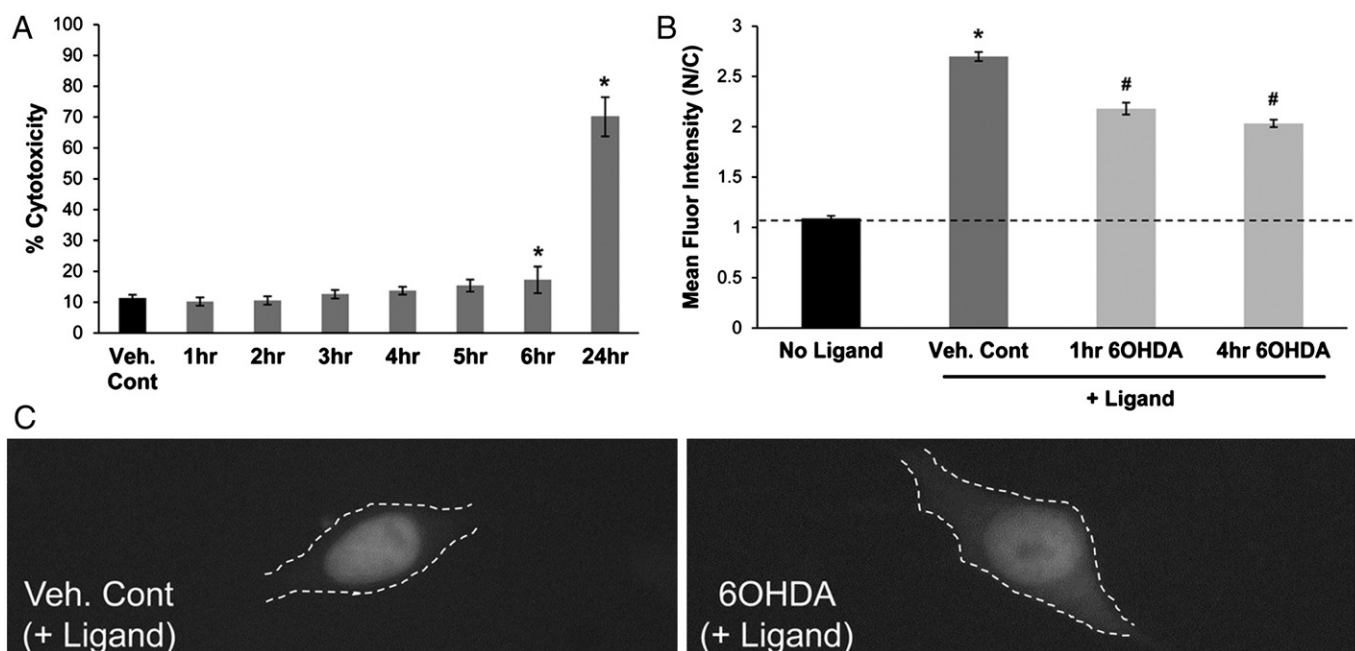 A
% Cytotoxicity
100
90
80
70
60
50
40
30
20
10
0
*
*
Veh. Cont
1hr
2hr
3hr
4hr
5hr
6hr
24hr
B
Mean Fluor Intensity (N/C)
3
2.5
2
1.5
1
0.5
0
*
#
#
No Ligand
Veh. Cont
1hr 6OHDA
4hr 6OHDA
+ Ligand
C
Veh. Cont
(+ Ligand)
6OHDA
(+ Ligand)